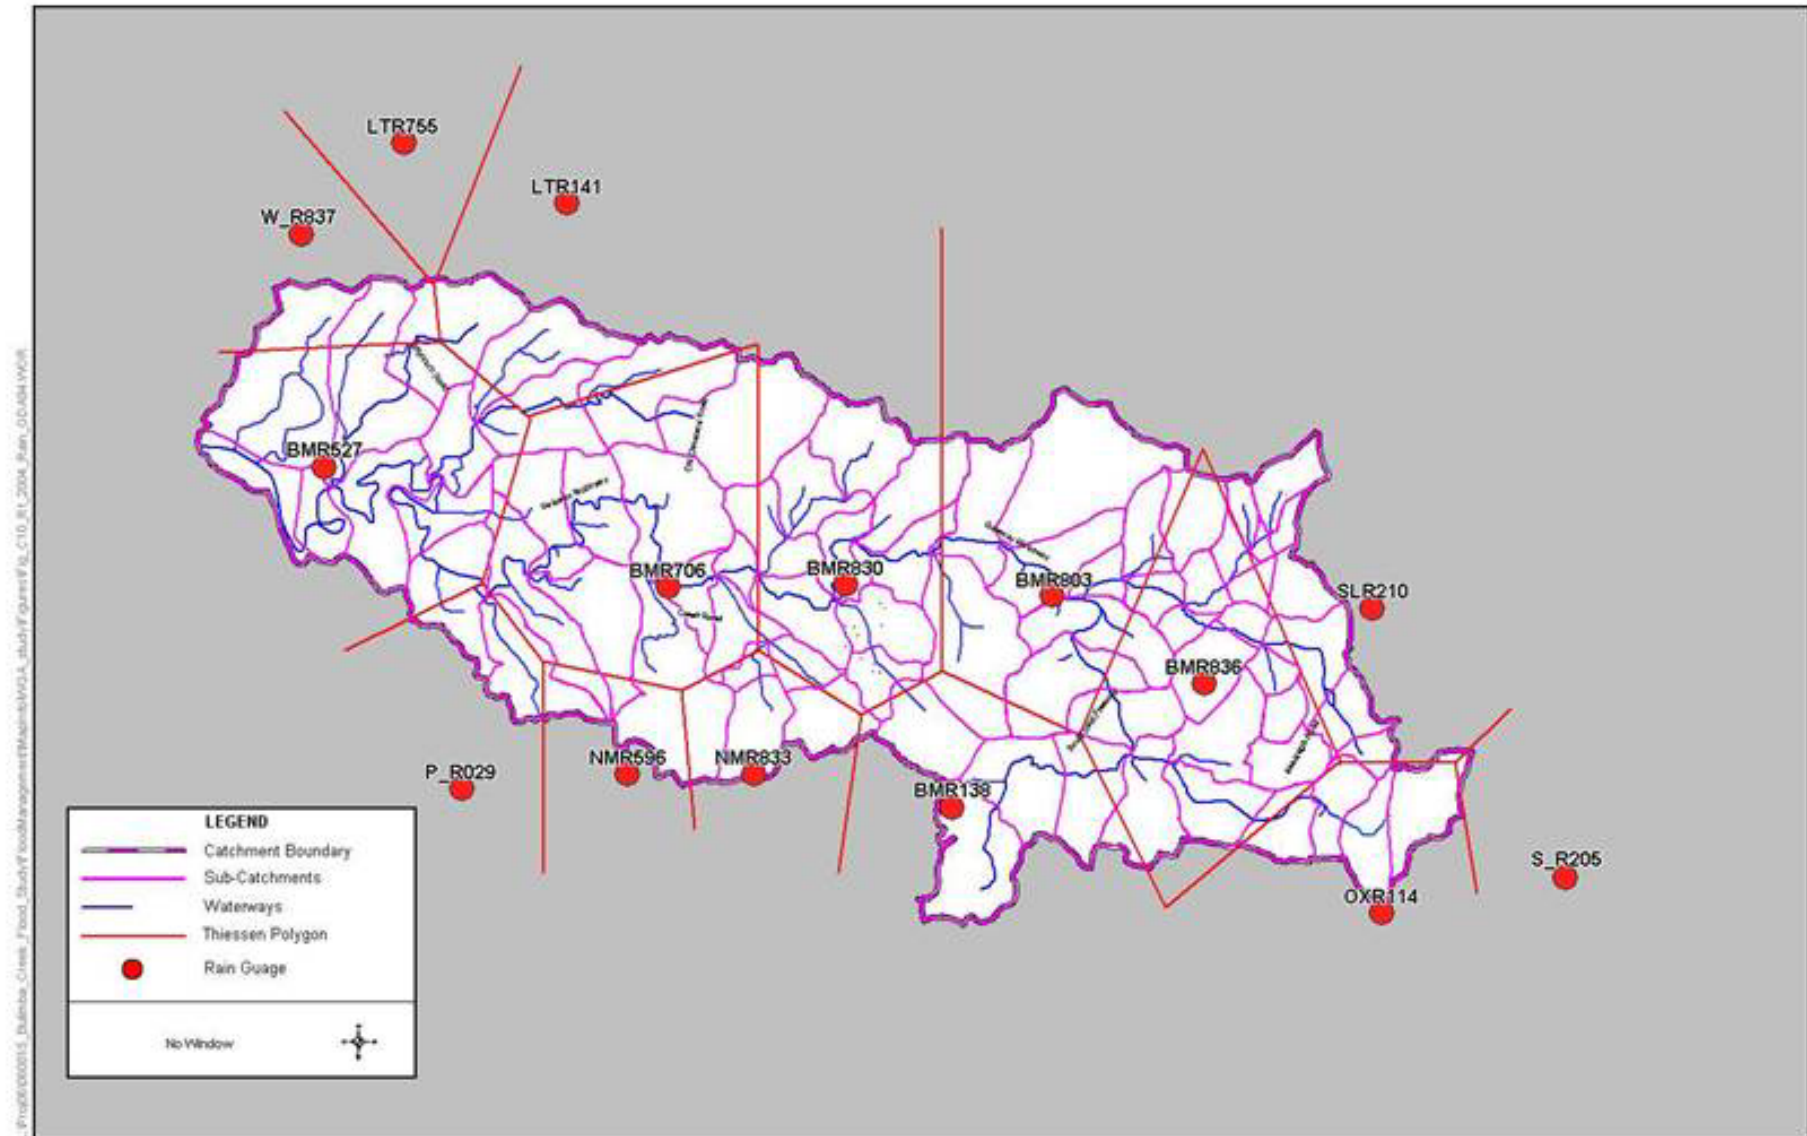 LTR755
LTR141
W_R837
BMR527
BMR706
BMR830
BMR803
SLR210
BMR836
P_R029
NMR596
NMR833
BMR138
S_R205
OXR114
LEGEND
Catchment Boundary
Sub-Catchments
Waterways
Thiessen Polygon
Rain Guage
No Window